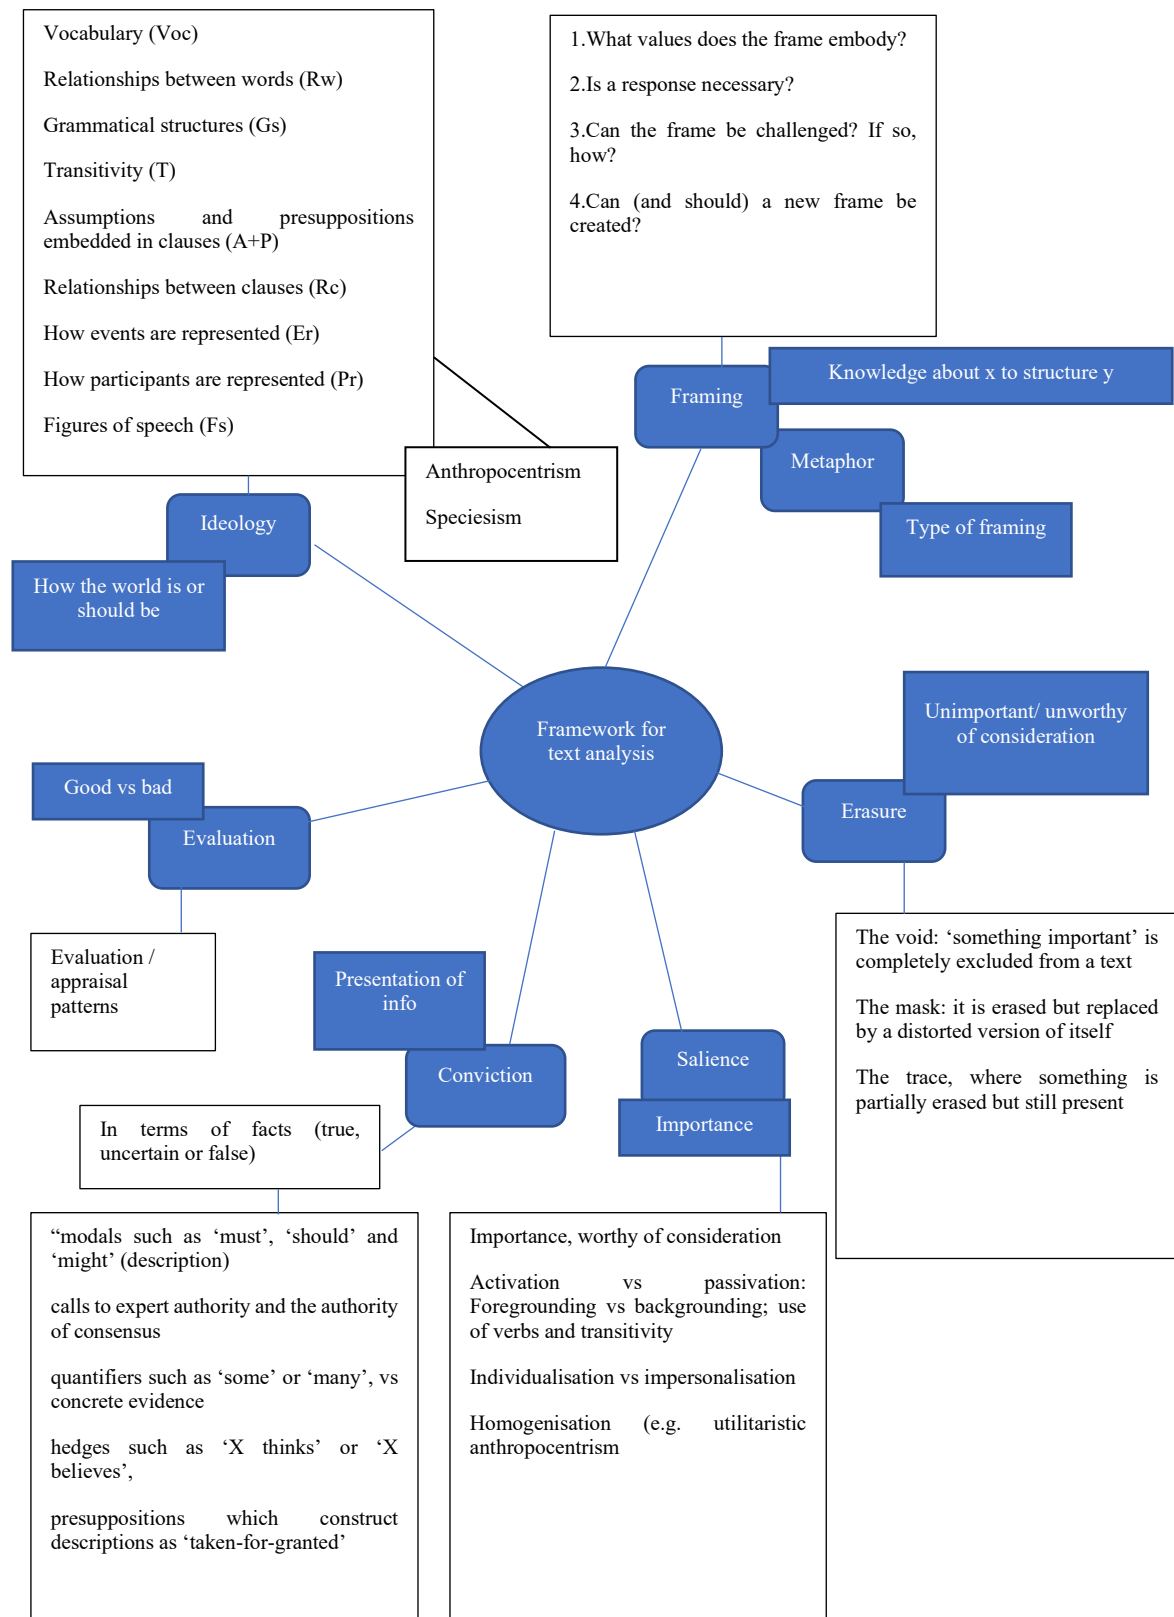 Vocabulary (Voc)
Relationships between words (Rw)
Grammatical structures (Gs)
Transitivity (T)
Assumptions and presuppositions
embedded in clauses (A+P)
Relationships between clauses (Rc)
How events are represented (Er)
How participants are represented (Pr)
Figures of speech (Fs)
Anthropocentrism
Speciesism
Ideology
How the world is or
should be
1.What values does the frame embody?
2.Is a response necessary?
3.Can the frame be challenged? If so,
how?
4.Can (and should) a new frame be
created?
Framing
Knowledge about x to structure y
Metaphor
Type of framing
Framework for
text analysis
Unimportant/ unworthy
of consideration
Erasure
The void: ‘something important’ is
completely excluded from a text
The mask: it is erased but replaced
by a distorted version of itself
The trace, where something is
partially erased but still present
Good vs bad
Evaluation
Evaluation /
appraisal
patterns
Presentation of
info
Conviction
In terms of facts (true,
uncertain or false)
“modals such as ‘must’, ‘should’ and
‘might’ (description)
calls to expert authority and the authority
of consensus
quantifiers such as ‘some’ or ‘many’, vs
concrete evidence
hedges such as ‘X thinks’ or ‘X
believes’,
presuppositions which construct
descriptions as ‘taken-for-granted’
Salience
Importance
Importance, worthy of consideration
Activation vs passivation:
Foregrounding vs backgrounding; use
of verbs and transitivity
Individualisation vs impersonalisation
Homogenisation (e.g. utilitaristic
anthropocentrism